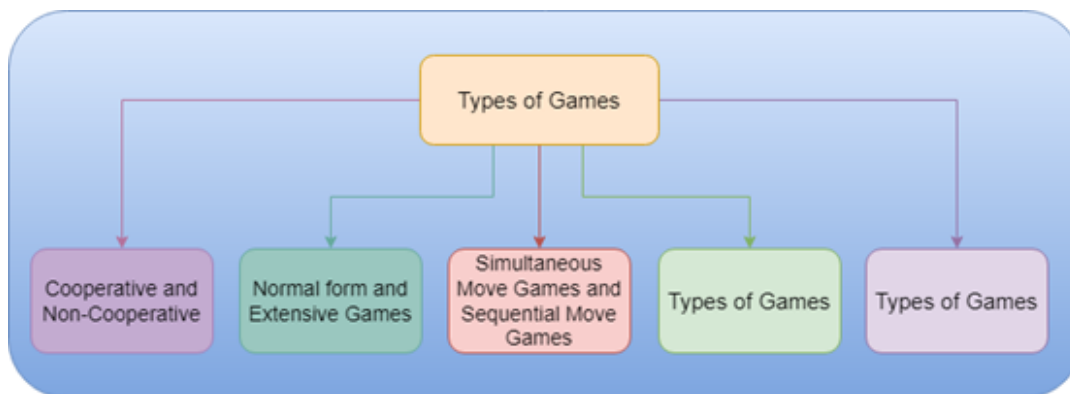 Types of Games
Cooperative and
Non-Cooperative
Normal form and
Extensive Games
Simultaneous
Move Games and
Sequential Move
Games
Types of Games
Types of Games